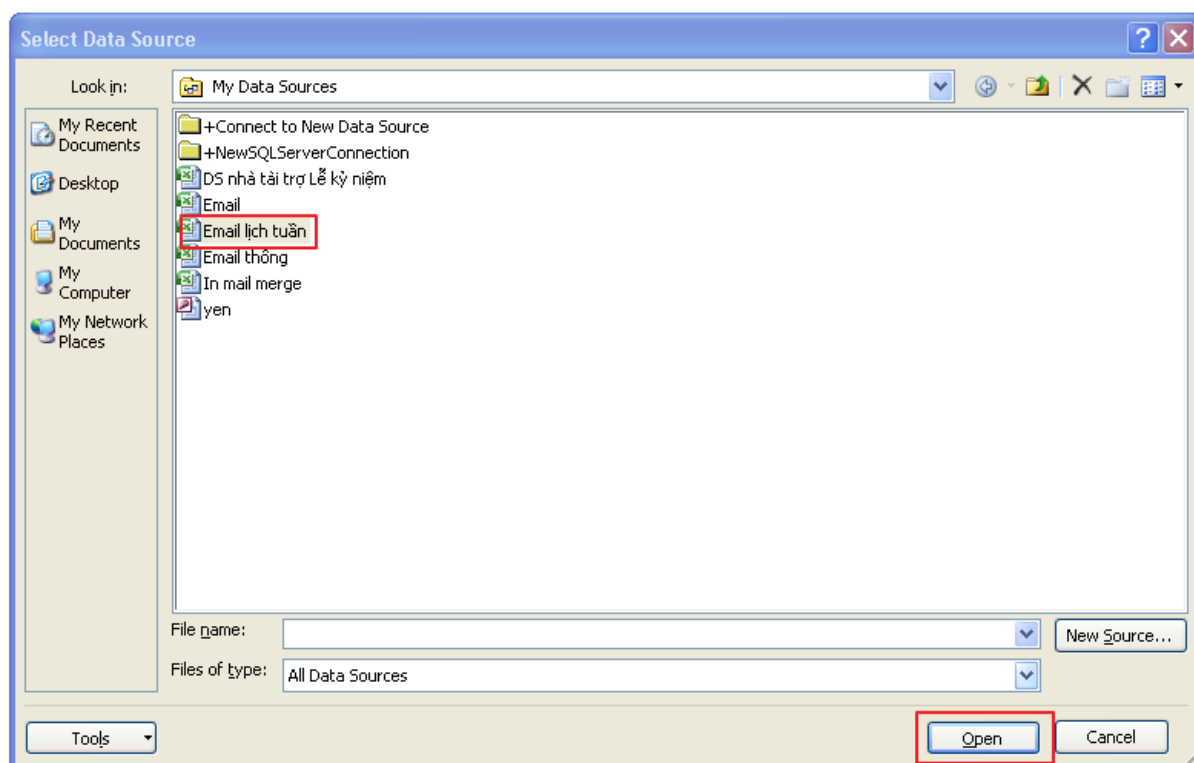 Select Data Source
Look in:
My Data Sources
My Recent
Documents
Desktop
My
Documents
My
Computer
My Network
Places
+Connect to New Data Source
+NewSQLServerConnection
DS nhà tài trợ Lễ kỷ niệm
Email
Email lịch tuần
Email thông
In mail merge
yen
File name:
New Source...
Files of type:
All Data Sources
Tools
Open
Cancel